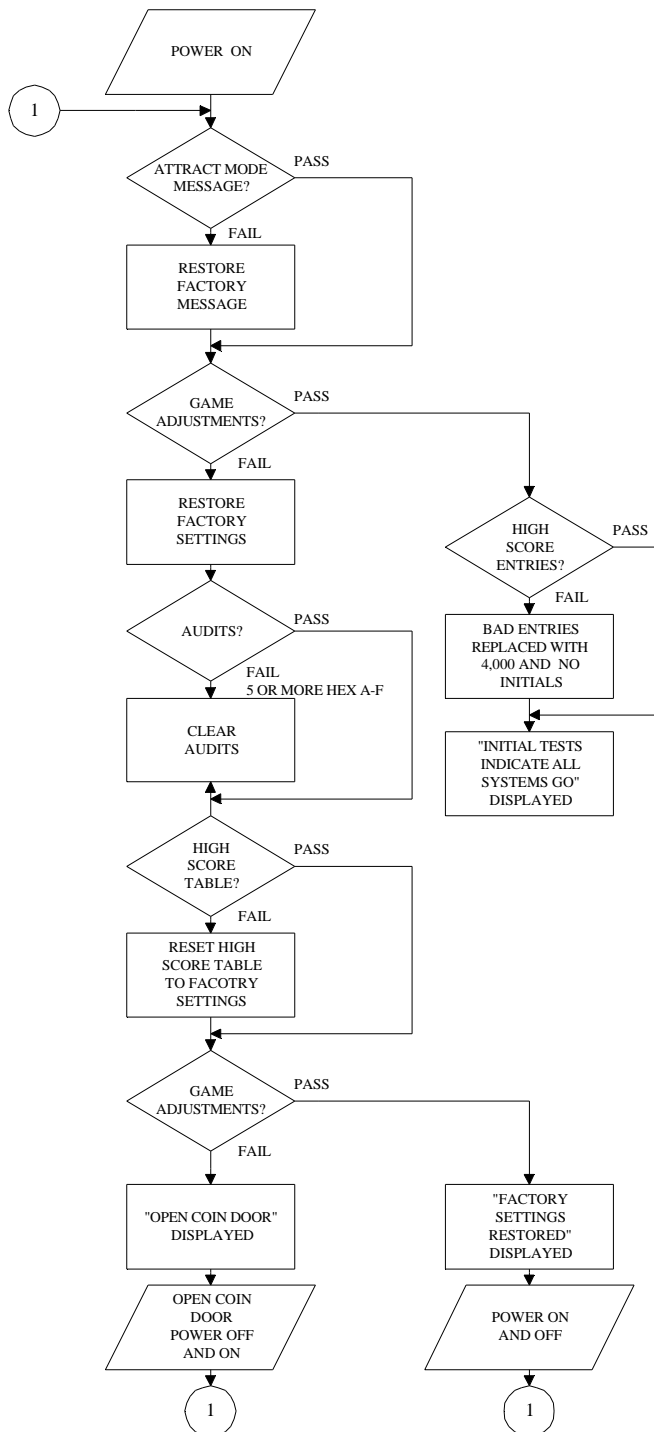 POWER ON
1
ATTRACT MODE
MESSAGE?
PASS
FAIL
RESTORE
FACTORY
MESSAGE
GAME
ADJUSTMENTS?
PASS
FAIL
RESTORE
FACTORY
SETTINGS
HIGH
SCORE
ENTRIES?
PASS
FAIL
BAD ENTRIES
REPLACED WITH
4,000 AND NO
INITIALS
"INITIAL TESTS
INDICATE ALL
SYSTEMS GO"
DISPLAYED
AUDITS?
PASS
FAIL
5 OR MORE HEX A-F
CLEAR
AUDITS
HIGH
SCORE
TABLE?
PASS
FAIL
RESET HIGH
SCORE TABLE
TO FACOTRY
SETTINGS
GAME
ADJUSTMENTS?
PASS
FAIL
"OPEN COIN DOOR"
DISPLAYED
OPEN COIN
DOOR
POWER OFF
AND ON
1
"FACTORY
SETTINGS
RESTORED"
DISPLAYED
POWER ON
AND OFF
1